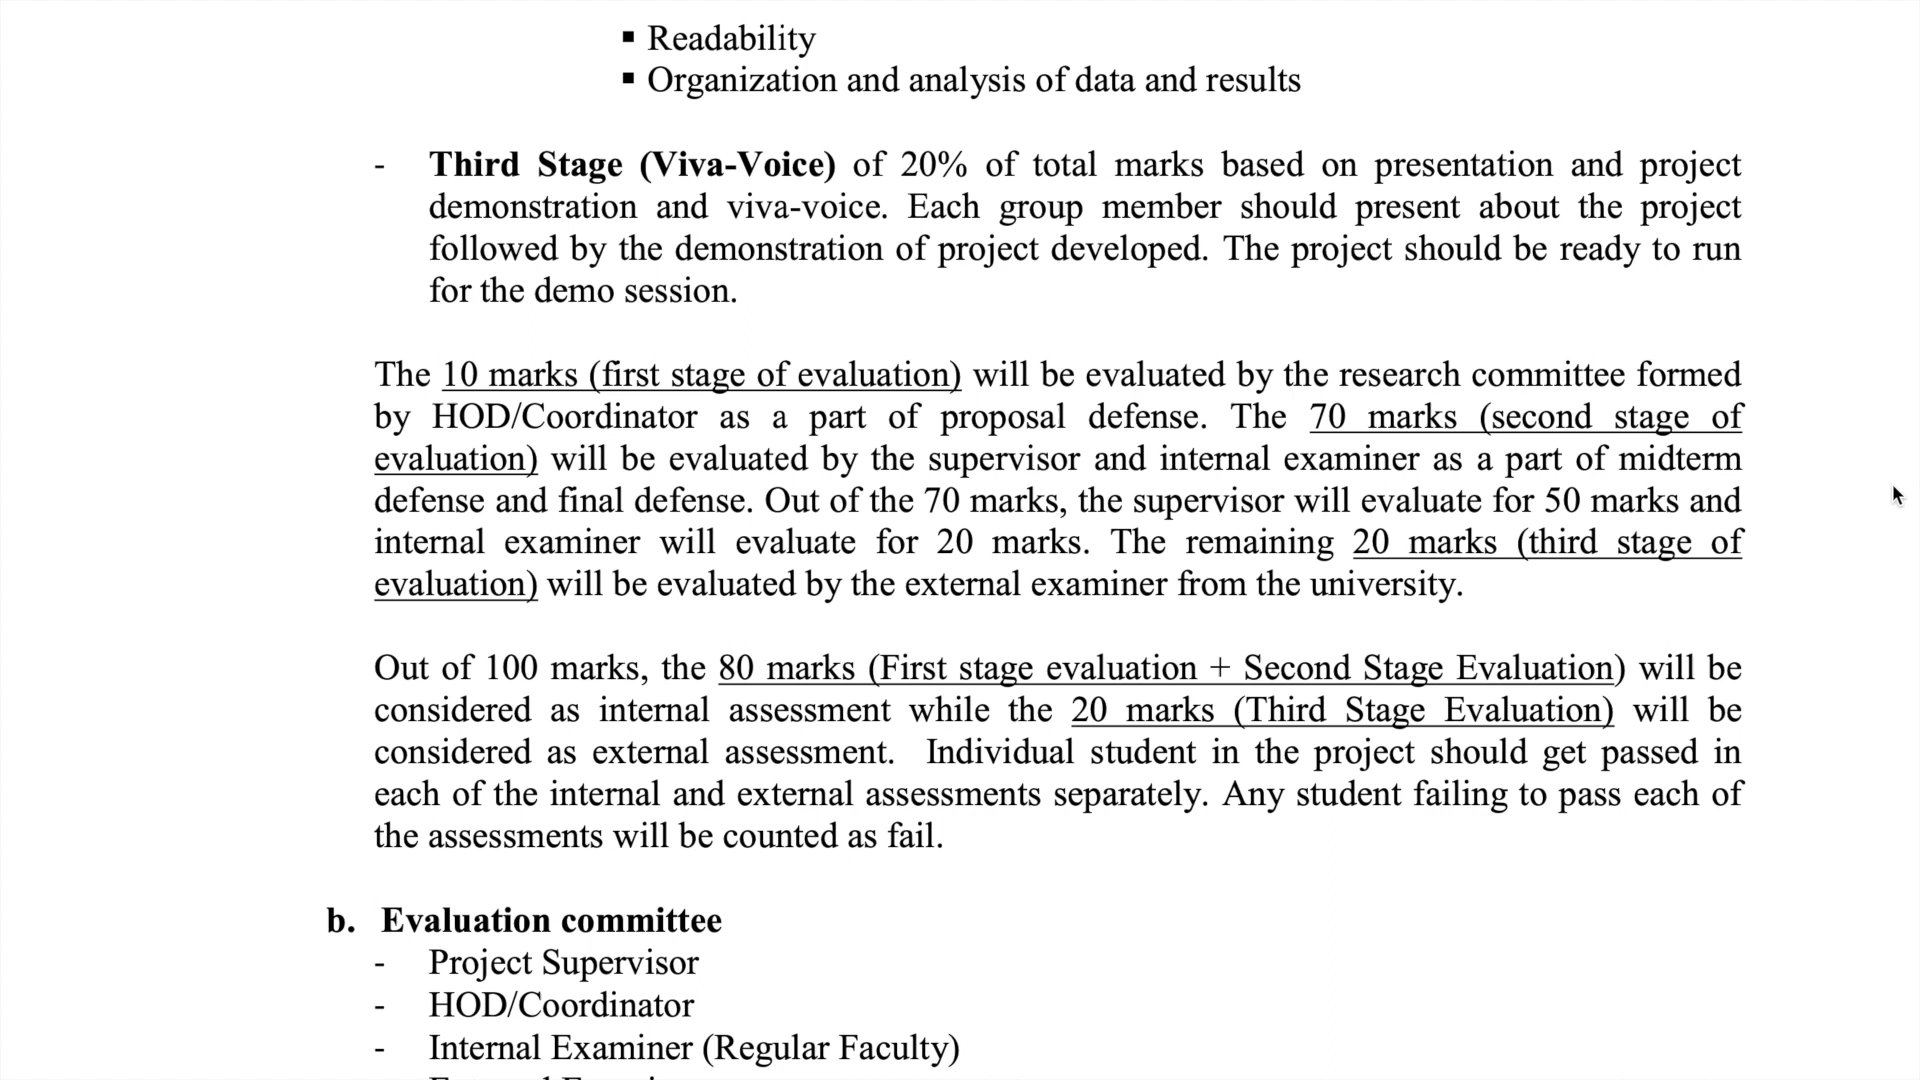 ▪ Readability
▪ Organization and analysis of data and results
- Third Stage (Viva-Voice) of 20% of total marks based on presentation and project
demonstration and viva-voice. Each group member should present about the project
followed by the demonstration of project developed. The project should be ready to run
for the demo session.
The 10 marks (first stage of evaluation) will be evaluated by the research committee formed
by HOD/Coordinator as a part of proposal defense. The 70 marks (second stage of
evaluation) will be evaluated by the supervisor and internal examiner as a part of midterm
defense and final defense. Out of the 70 marks, the supervisor will evaluate for 50 marks and
internal examiner will evaluate for 20 marks. The remaining 20 marks (third stage of
evaluation) will be evaluated by the external examiner from the university.
Out of 100 marks, the 80 marks (First stage evaluation + Second Stage Evaluation) will be
considered as internal assessment while the 20 marks (Third Stage Evaluation) will be
considered as external assessment. Individual student in the project should get passed in
each of the internal and external assessments separately. Any student failing to pass each of
the assessments will be counted as fail.
b. Evaluation committee
- Project Supervisor
- HOD/Coordinator
- Internal Examiner (Regular Faculty)